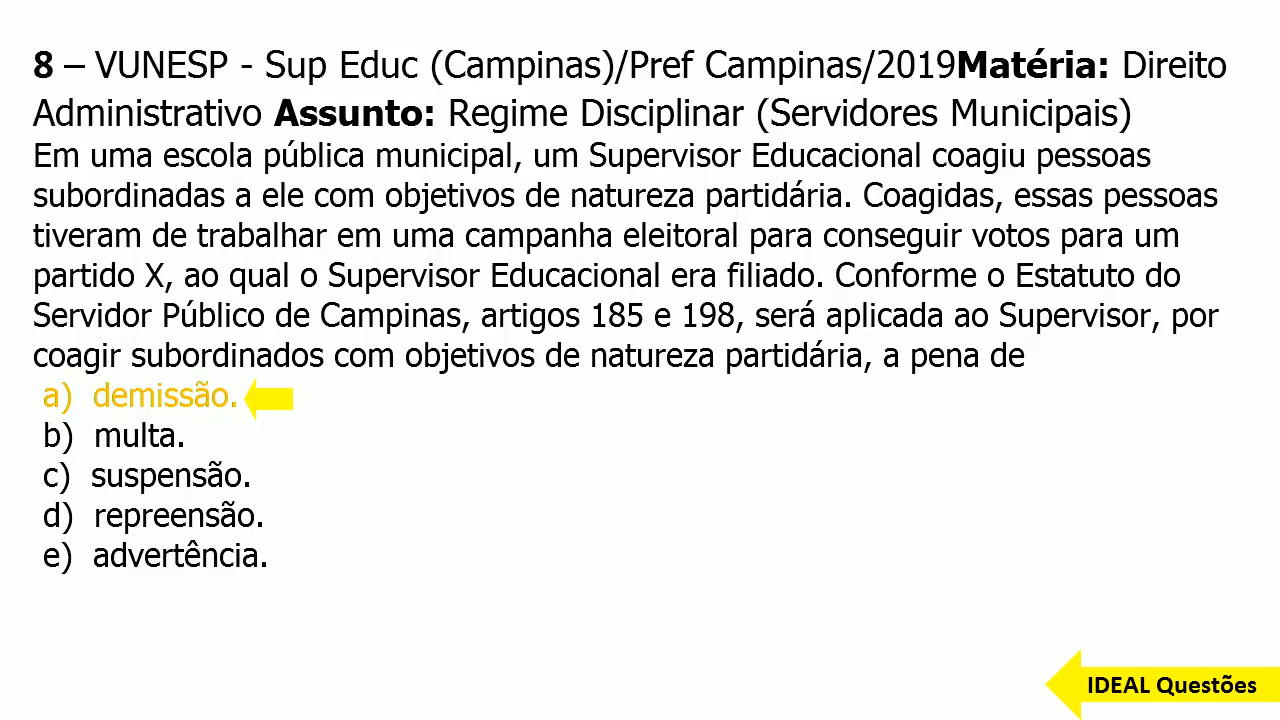 8 – VUNESP - Sup Educ (Campinas)/Pref Campinas/2019Matéria: Direito
Administrativo Assunto: Regime Disciplinar (Servidores Municipais)
Em uma escola pública municipal, um Supervisor Educacional coagiu pessoas
subordinadas a ele com objetivos de natureza partidária. Coagidas, essas pessoas
tiveram de trabalhar em uma campanha eleitoral para conseguir votos para um
partido X, ao qual o Supervisor Educacional era filiado. Conforme o Estatuto do
Servidor Público de Campinas, artigos 185 e 198, será aplicada ao Supervisor, por
coagir subordinados com objetivos de natureza partidária, a pena de
a) demissão.
b) multa.
c) suspensão.
d) repreensão.
e) advertência.
IDEAL Questões